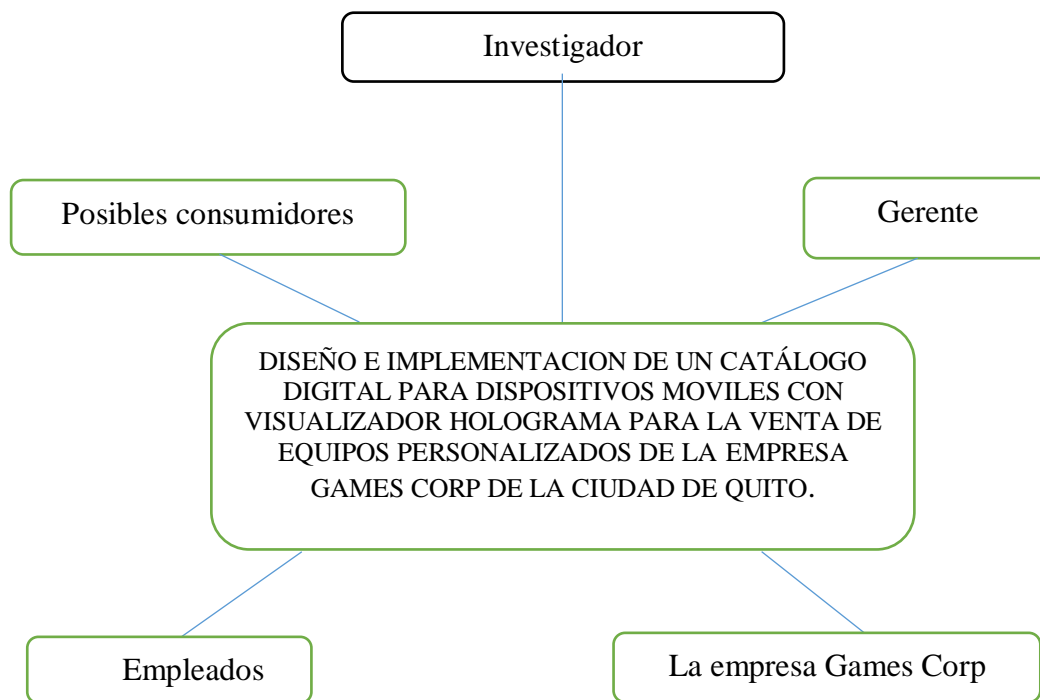 Investigador
Posibles consumidores
Gerente
DISEÑO E IMPLEMENTACION DE UN CATÁLOGO
DIGITAL PARA DISPOSITIVOS MOVILES CON
VISUALIZADOR HOLOGRAMA PARA LA VENTA DE
EQUIPOS PERSONALIZADOS DE LA EMPRESA
GAMES CORP DE LA CIUDAD DE QUITO.
Empleados
La empresa Games Corp